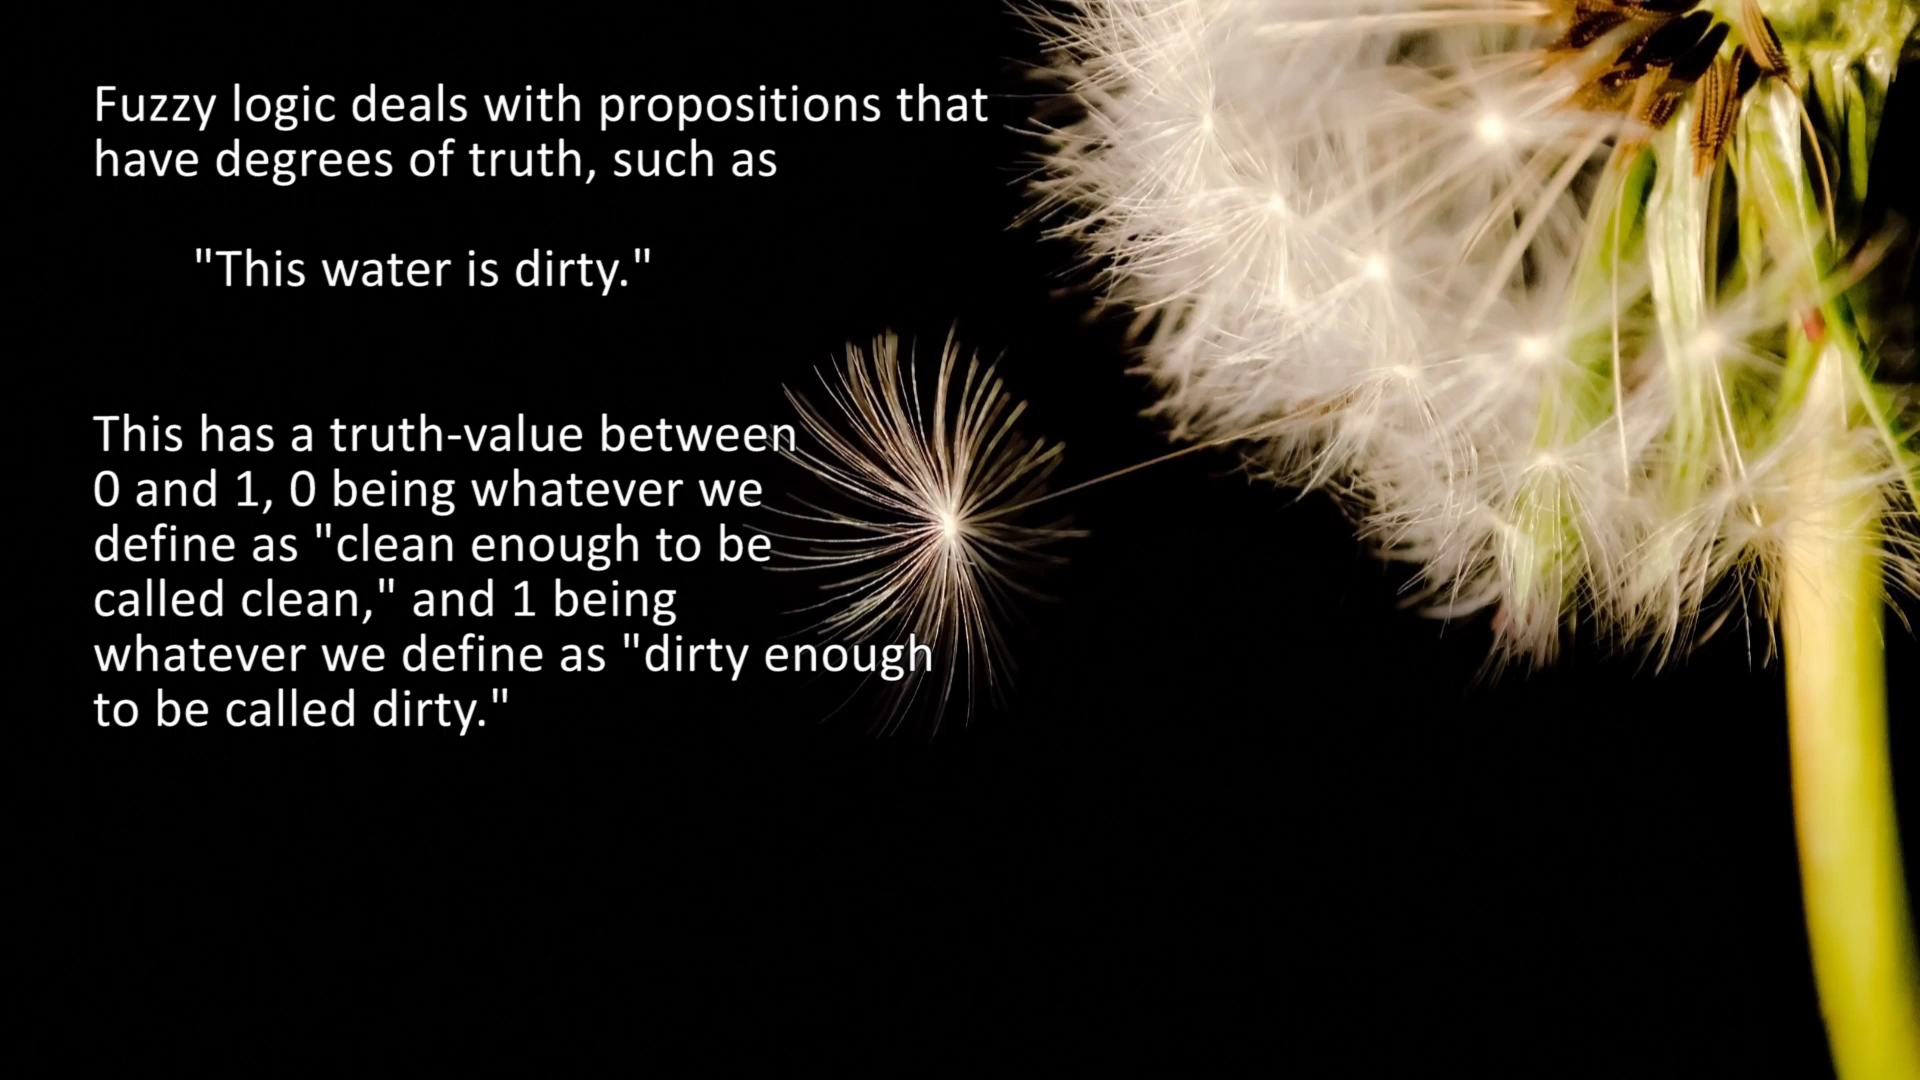 Fuzzy logic deals with propositions that
have degrees of truth, such as
"This water is dirty."
This has a truth-value between
0 and 1, 0 being whatever we
define as "clean enough to be
called clean," and 1 being
whatever we define as "dirty enough
to be called dirty."